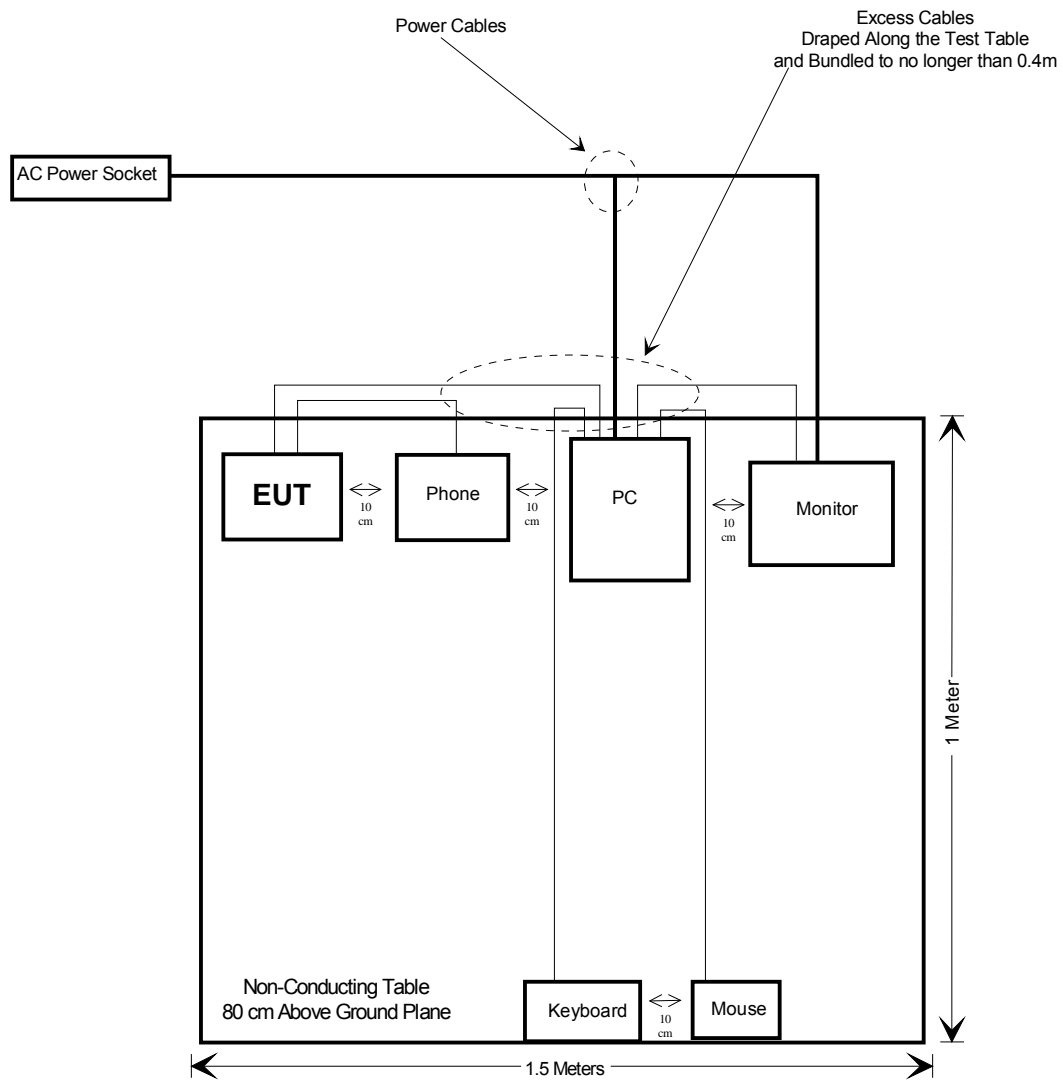 Power Cables
Excess Cables
Draped Along the Test Table
and Bundled to no longer than 0.4m
AC Power Socket
EUT
10
cm
Phone
10
cm
PC
10
cm
Monitor
1 Meter
Non-Conducting Table
80 cm Above Ground Plane
Keyboard
10
cm
Mouse
1.5 Meters